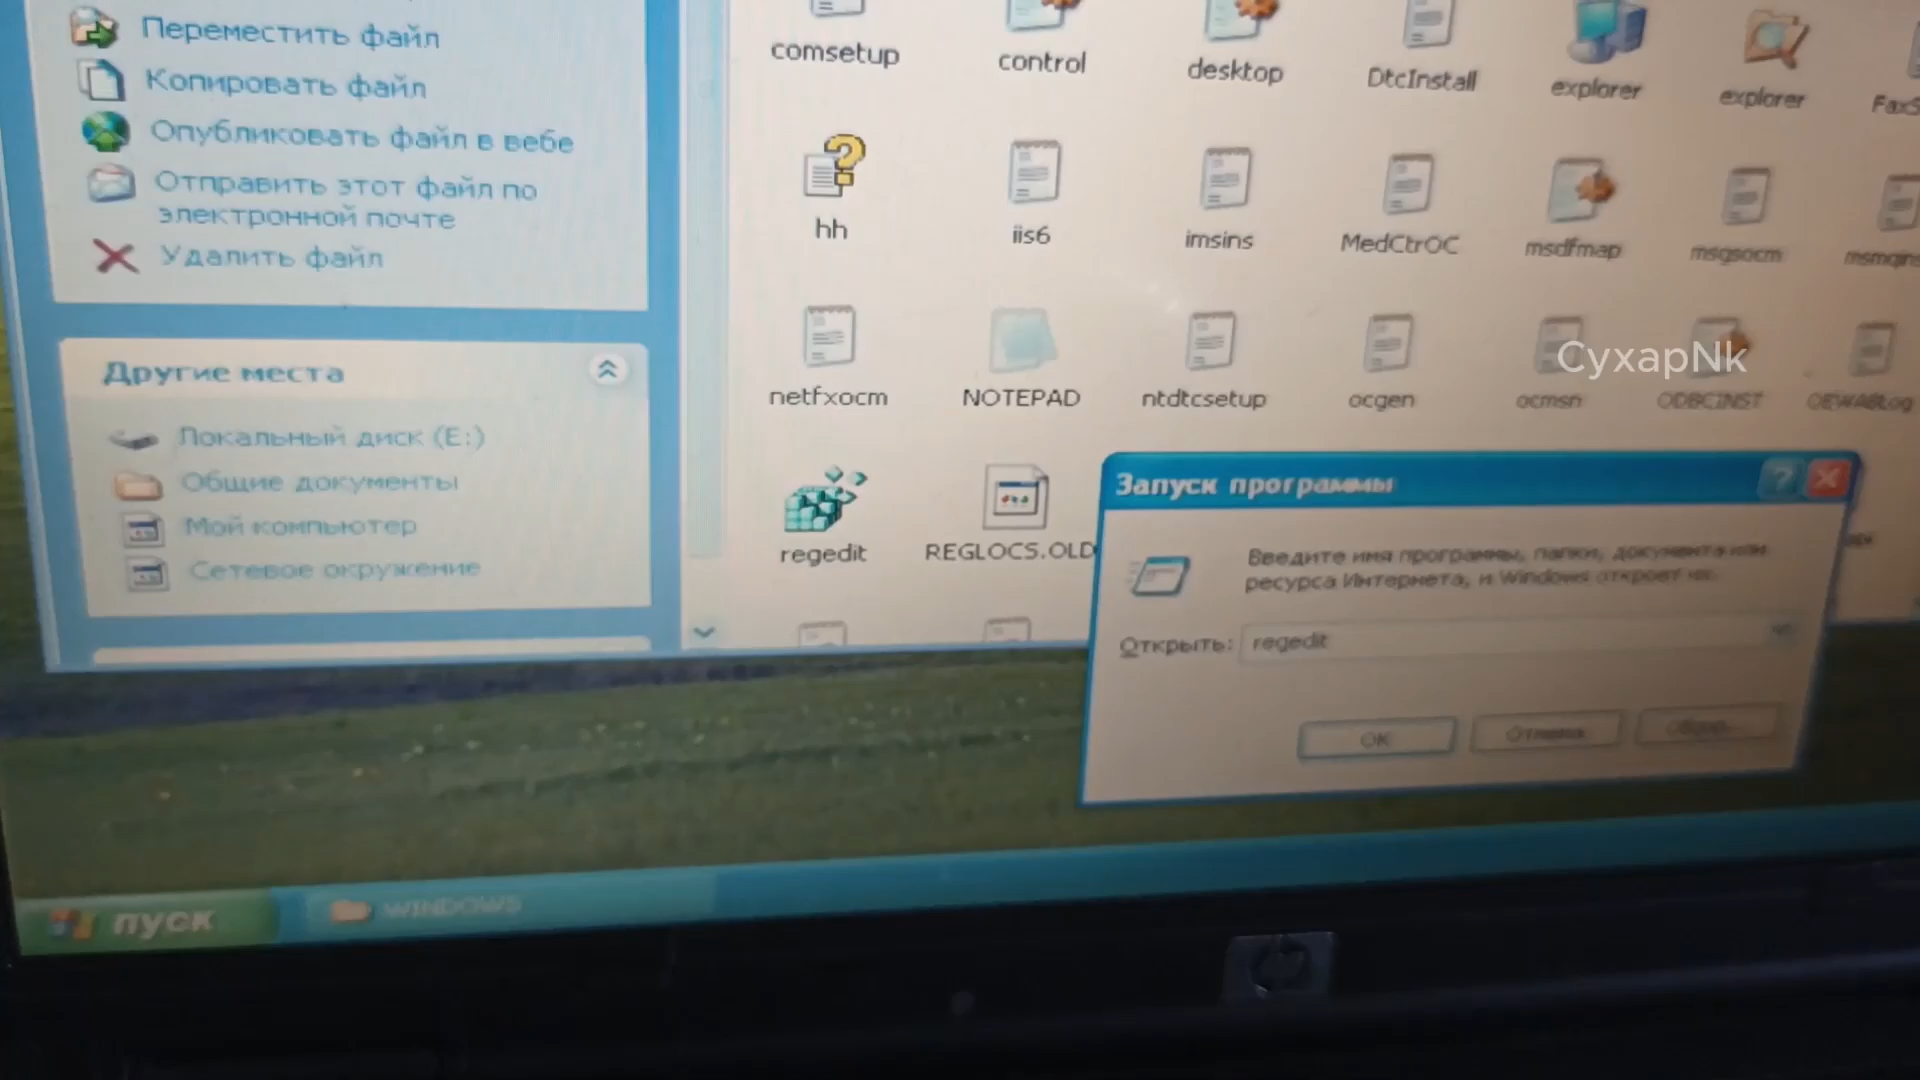 Переместить файл
Копировать файл
Опубликовать файл в вебе
Отправить этот файл по
электронной почте
Удалить файл
Другие места
Локальный диск (E:)
Общие документы
Мой компьютер
Сетевое окружение
comsetup control desktop DtcInstall explorer explorer
hh iis6 imsins MedCtrOC msdfmap msgsocm
netfxocm NOTEPAD ntdtcsetup ocgen ocmsn ODBCINST OEWABLog
regedit REGLOCS.OLD
CyxapNk
Запуск программы
Введите имя программы, папки, документа или
ресурса Интернета, и Windows откроет их.
Открыть: regedit
ОК Отмена Обзор...
пуск WINDOWS